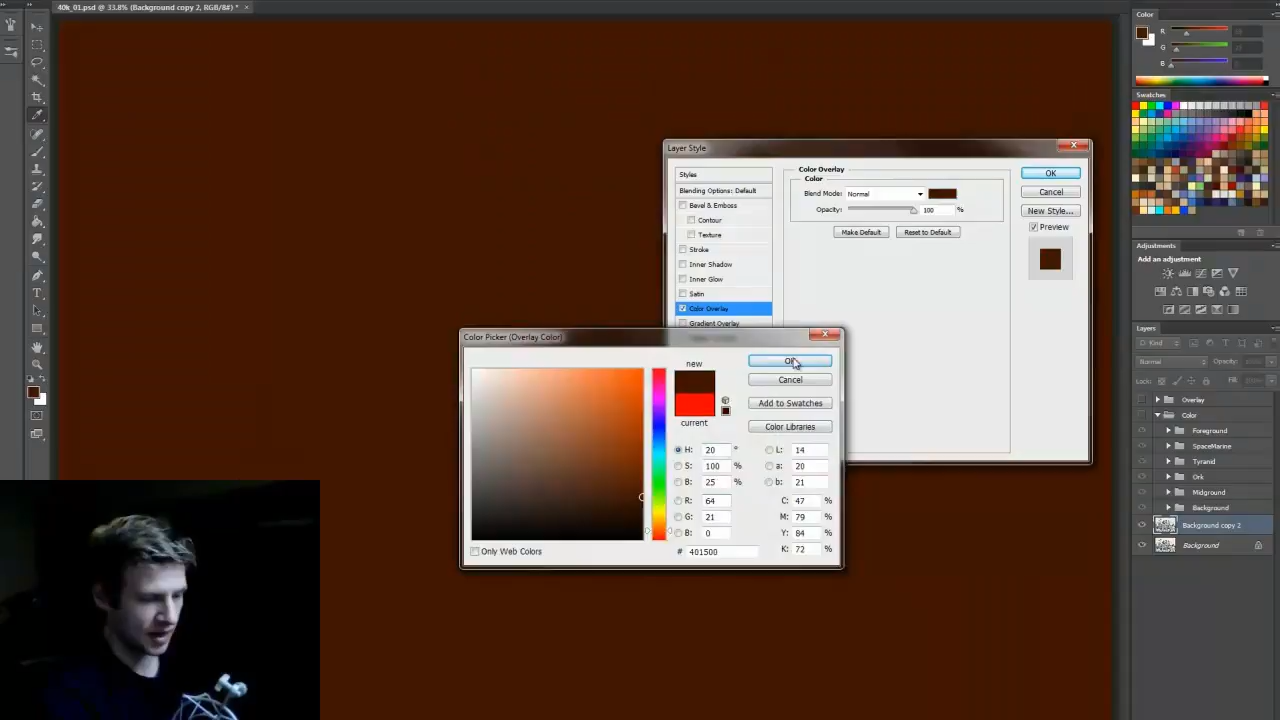 40k_01.psd @ 33.8% (Background copy 2, RGB/8#) *
Color
R
G
B
Swatches
Layer Style
Styles
Blending Options: Default
Bevel & Emboss
Contour
Texture
Stroke
Inner Shadow
Inner Glow
Satin
Color Overlay
Gradient Overlay
Color Overlay
Color
Blend Mode: Normal
Opacity: 100 %
Make Default
Reset to Default
OK
Cancel
New Style...
Preview
Adjustments
Add an adjustment
Layers
Kind
Normal
Opacity:
Lock:
Fill:
Overlay
Color
Foreground
SpaceMarine
Tyranid
Ork
Midground
Background
Background copy 2
Background
Color Picker (Overlay Color)
new
current
OK
Cancel
Add to Swatches
Color Libraries
H: 20 °
S: 100 %
B: 25 %
R: 64
G: 21
B: 0
# 401500
L: 14
a: 20
b: 21
C: 47 %
M: 79 %
Y: 84 %
K: 72 %
Only Web Colors